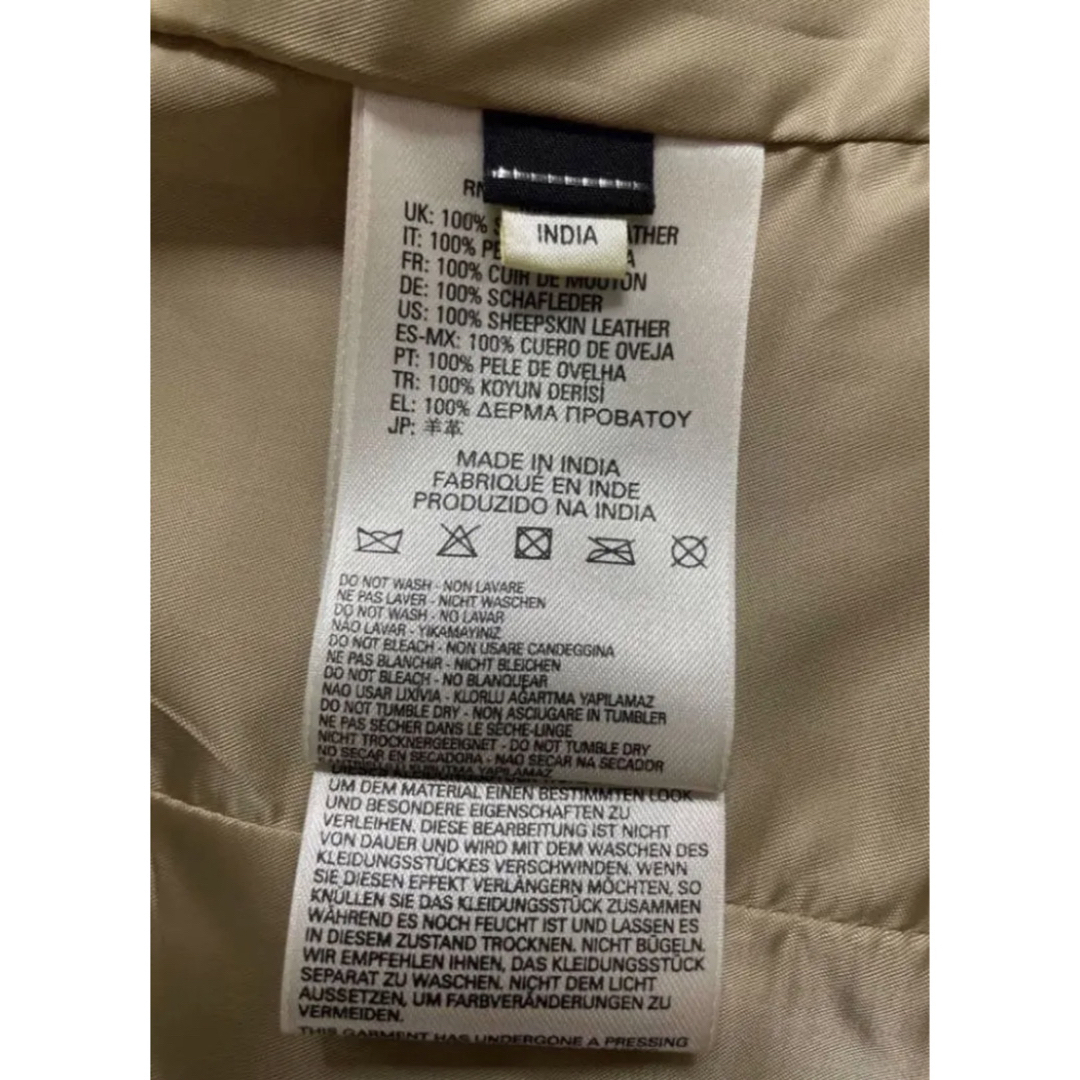 RN
INDIA
UK: 100% THER
IT: 100% PE A
FR: 100% CUIR DE MOUTON
DE: 100% SCHAFLEDER
US: 100% SHEEPSKIN LEATHER
ES-MX: 100% CUERO DE OVEJA
PT: 100% PELE DE OVELHA
TR: 100% KOYUN DERİSİ
EL: 100% ΔΕΡΜΑ ΠΡΟΒΑΤΟΥ
JP: 羊革
MADE IN INDIA
FABRIQUÉ EN INDE
PRODUZIDO NA INDIA
DO NOT WASH - NON LAVARE
NE PAS LAVER - NICHT WASCHEN
DO NOT WASH - NO LAVAR
NÃO LAVAR - YIKAMAYINIZ
DO NOT BLEACH - NON USARE CANDEGGINA
NE PAS BLANCHIR - NICHT BLEICHEN
DO NOT BLEACH - NO BLANQUEAR
NAO USAR LIXÍVIA - KLORLU AĞARTMA YAPILAMAZ
DO NOT TUMBLE DRY - NON ASCIUGARE IN TUMBLER
NE PAS SÉCHER DANS LE SÈCHE-LINGE
NICHT TROCKNERGEEIGNET - DO NOT TUMBLE DRY
NO SECAR EN SECADORA - NAO SECAR NA SECADOR
YAPILAMAZ
UM DEM MATERIAL EINEN BESTIMMTEN LOOK
UND BESONDERE EIGENSCHAFTEN ZU
VERLEIHEN. DIESE BEARBEITUNG IST NICHT
VON DAUER UND WIRD MIT DEM WASCHEN DES
KLEIDUNGSSTÜCKES VERSCHWINDEN. WENN
SIE DIESEN EFFEKT VERLÄNGERN MÖCHTEN, SO
KNÜLLEN SIE DAS KLEIDUNGSSTÜCK ZUSAMMEN
WÄHREND ES NOCH FEUCHT IST UND LASSEN ES
IN DIESEM ZUSTAND TROCKNEN. NICHT BÜGELN.
WIR EMPFEHLEN IHNEN, DAS KLEIDUNGSSTÜCK
SEPARAT ZU WASCHEN. NICHT DEM LICHT
AUSSETZEN, UM FARBVERÄNDERUNGEN ZU
VERMEIDEN.
THIS GARMENT HAS UNDERGONE A PRESSING